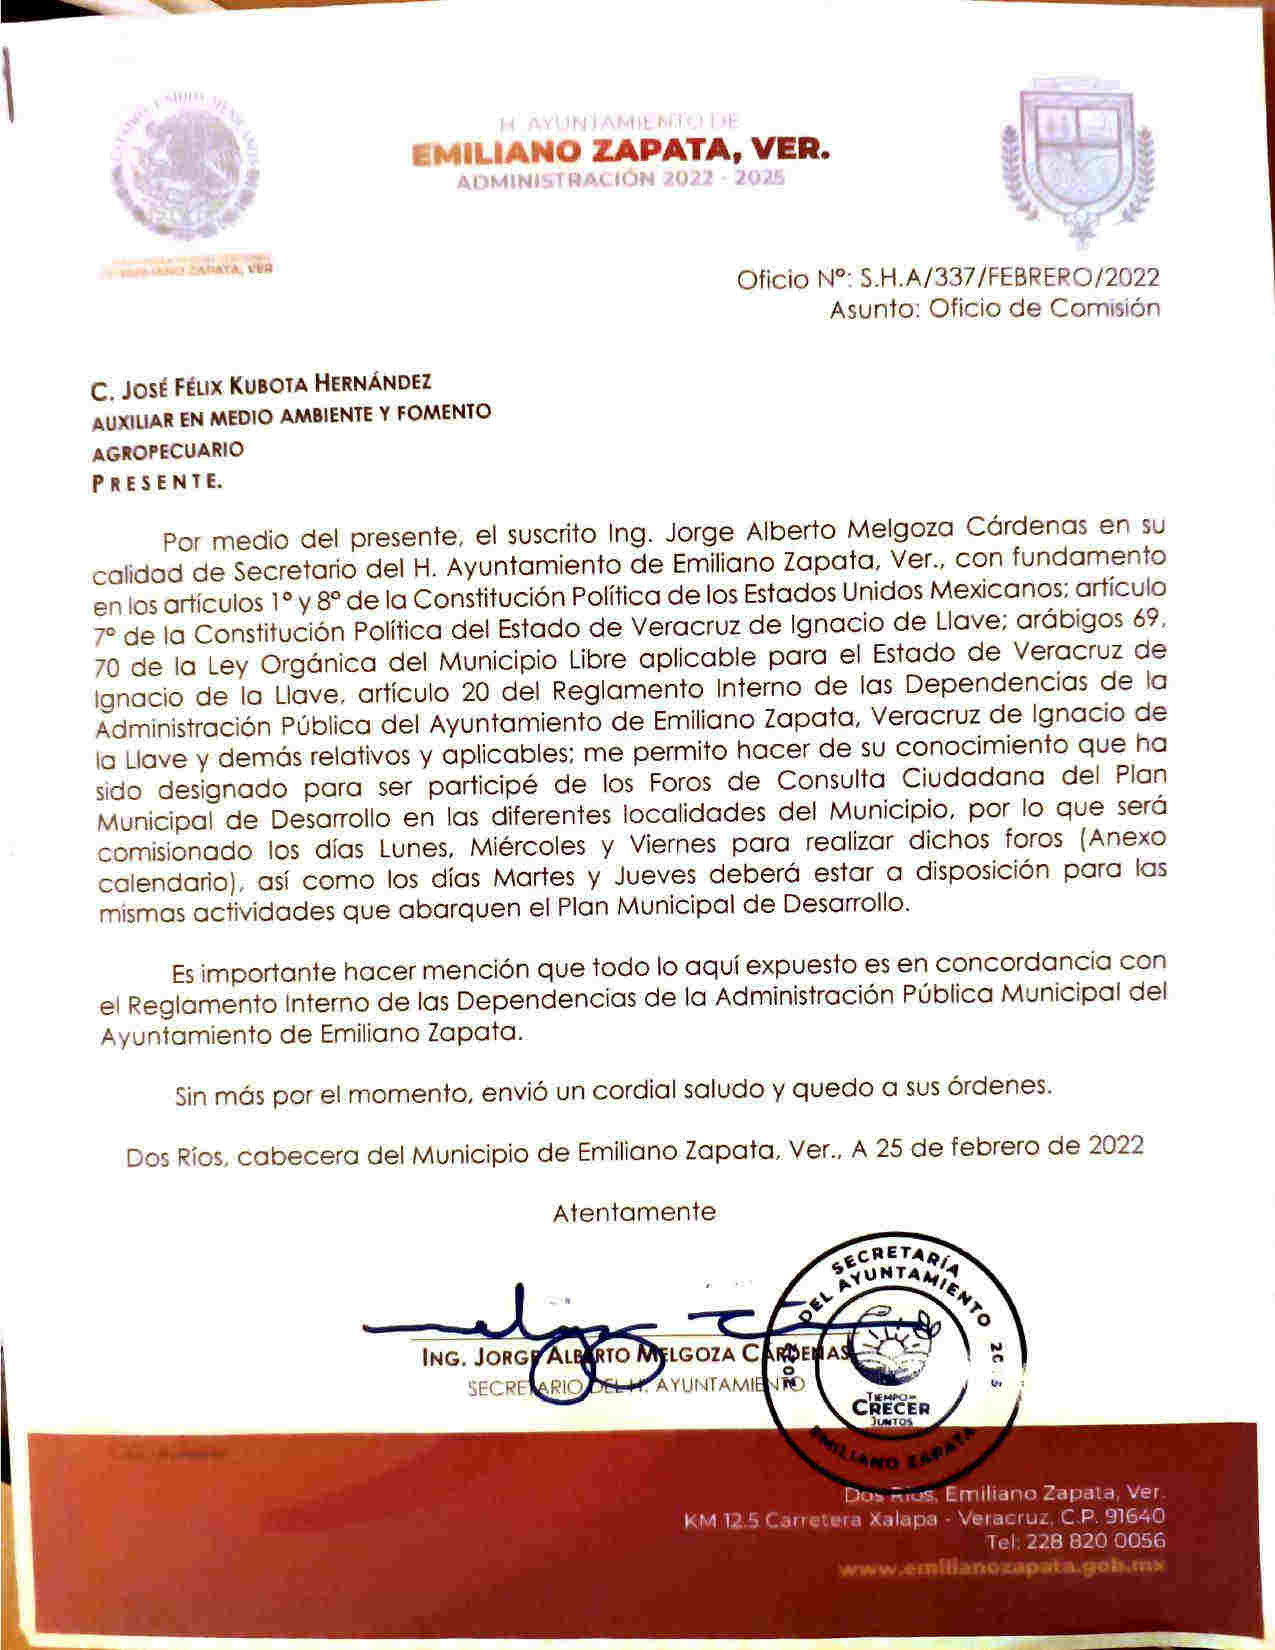 ESTADOS UNIDOS MEXICANOS
H. AYUNTAMIENTO DE
EMILIANO ZAPATA, VER.
ADMINISTRACIÓN 2022 - 2025
EMILIANO ZAPATA, VER
Oficio N°: S.H.A/337/FEBRERO/2022
Asunto: Oficio de Comisión
C. JOSÉ FÉLIX KUBOTA HERNÁNDEZ
AUXILIAR EN MEDIO AMBIENTE Y FOMENTO
AGROPECUARIO
PRESENTE.
Por medio del presente, el suscrito Ing. Jorge Alberto Melgoza Cárdenas en su
calidad de Secretario del H. Ayuntamiento de Emiliano Zapata, Ver., con fundamento
en los artículos 1° y 8° de la Constitución Política de los Estados Unidos Mexicanos; artículo
7° de la Constitución Política del Estado de Veracruz de Ignacio de Llave; arábigos 69,
70 de la Ley Orgánica del Municipio Libre aplicable para el Estado de Veracruz de
Ignacio de la Llave, artículo 20 del Reglamento Interno de las Dependencias de la
Administración Pública del Ayuntamiento de Emiliano Zapata, Veracruz de Ignacio de
la Llave y demás relativos y aplicables; me permito hacer de su conocimiento que ha
sido designado para ser participé de los Foros de Consulta Ciudadana del Plan
Municipal de Desarrollo en las diferentes localidades del Municipio, por lo que será
comisionado los días Lunes, Miércoles y Viernes para realizar dichos foros (Anexo
calendario), así como los días Martes y Jueves deberá estar a disposición para las
mismas actividades que abarquen el Plan Municipal de Desarrollo.
Es importante hacer mención que todo lo aquí expuesto es en concordancia con
el Reglamento Interno de las Dependencias de la Administración Pública Municipal del
Ayuntamiento de Emiliano Zapata.
Sin más por el momento, envió un cordial saludo y quedo a sus órdenes.
Dos Ríos, cabecera del Municipio de Emiliano Zapata, Ver., A 25 de febrero de 2022
Atentamente
SECRETARÍA
DEL AYUNTAMIENTO
2022
TIEMPO DE
CRECER
JUNTOS
EMILIANO ZAPATA
ING. JORGE ALBERTO MELGOZA CÁRDENAS
SECRETARIO DEL H. AYUNTAMIENTO
Dos Ríos, Emiliano Zapata, Ver.
KM 12.5 Carretera Xalapa - Veracruz, C.P. 91640
Tel: 228 820 0056
www.emilianozapata.gob.mx